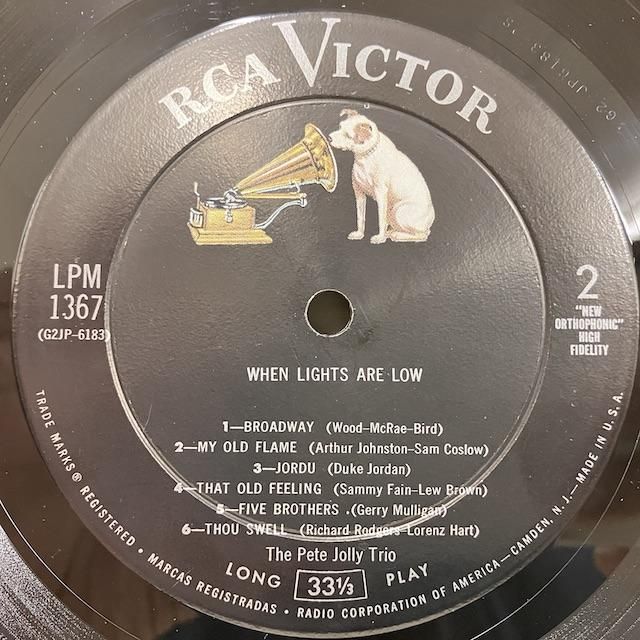 RCA VICTOR
G2 JP6183
LPM
1367
(G2JP–6183)
2
"NEW
ORTHOPHONIC"
HIGH
FIDELITY
WHEN LIGHTS ARE LOW
1—BROADWAY (Wood–McRae–Bird)
2—MY OLD FLAME (Arthur Johnston–Sam Coslow)
3—JORDU (Duke Jordan)
4—THAT OLD FEELING (Sammy Fain–Lew Brown)
5—FIVE BROTHERS .(Gerry Mulligan)
6—THOU SWELL (Richard Rodgers–Lorenz Hart)
The Pete Jolly Trio
LONG 33⅓ PLAY
TRADE MARKS ® REGISTERED • MARCAS REGISTRADAS • RADIO CORPORATION OF AMERICA—CAMDEN, N. J.—MADE IN U.S.A.